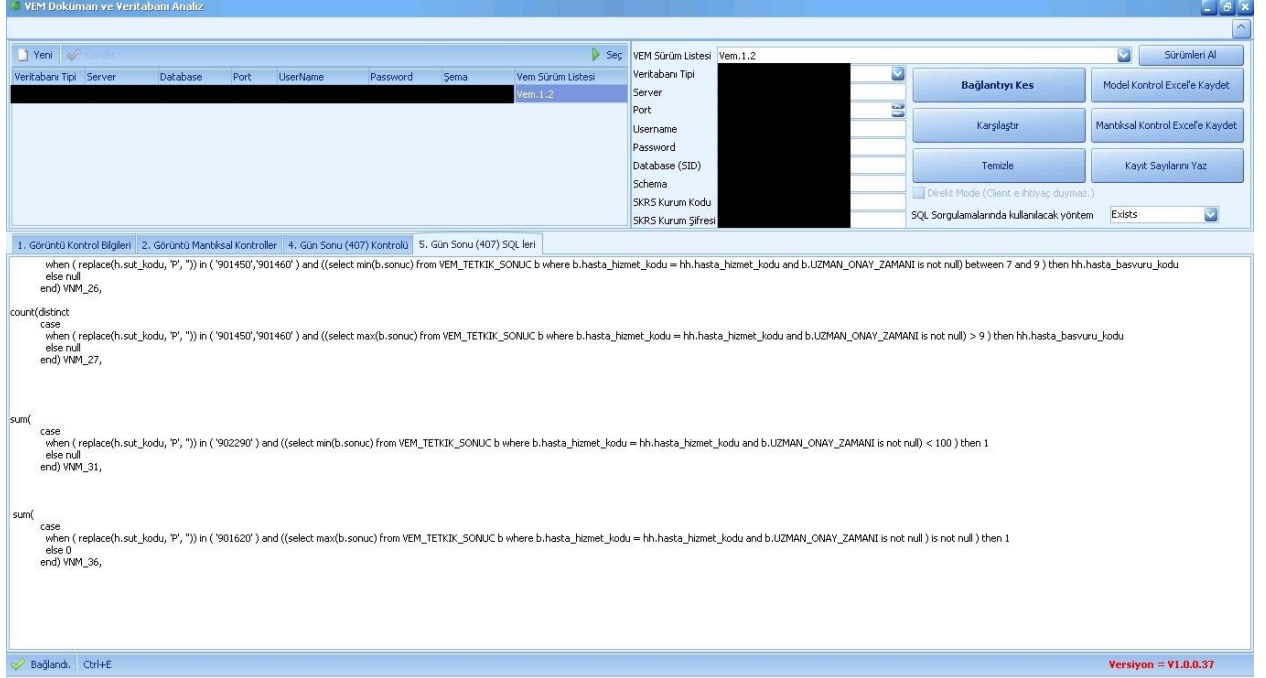 VEM Doküman ve Veritabanı Analiz
Yeni
Kaydet
Seç
Veritabanı Tipi Server Database Port UserName Password Şema Vem Sürüm Listesi
Vem.1.2
VEM Sürüm Listesi Vem.1.2 Sürümleri Al
Veritabanı Tipi
Server
Port
Username
Password
Database (SID)
Schema
SKRS Kurum Kodu
SKRS Kurum Şifresi
Bağlantıyı Kes Model Kontrol Excel'e Kaydet
Karşılaştır Mantıksal Kontrol Excel'e Kaydet
Temizle Kayıt Sayılarını Yaz
Direkt Mode (Client e ihtiyaç duymaz.)
SQL Sorgulamalarında kullanılacak yöntem Exists
1. Görüntü Kontrol Bilgileri 2. Görüntü Mantıksal Kontroller 4. Gün Sonu (407) Kontrolü 5. Gün Sonu (407) SQL leri
when ( replace(h.sut_kodu, 'P', '')) in ( '901450','901460' ) and ((select min(b.sonuc) from VEM_TETKIK_SONUC b where b.hasta_hizmet_kodu = hh.hasta_hizmet_kodu and b.UZMAN_ONAY_ZAMANI is not null) between 7 and 9 ) then hh.hasta_basvuru_kodu
else null
end) VNM_26,
count(distinct
case
when ( replace(h.sut_kodu, 'P', '')) in ( '901450','901460' ) and ((select max(b.sonuc) from VEM_TETKIK_SONUC b where b.hasta_hizmet_kodu = hh.hasta_hizmet_kodu and b.UZMAN_ONAY_ZAMANI is not null) > 9 ) then hh.hasta_basvuru_kodu
else null
end) VNM_27,
sum(
case
when ( replace(h.sut_kodu, 'P', '')) in ( '902290' ) and ((select min(b.sonuc) from VEM_TETKIK_SONUC b where b.hasta_hizmet_kodu = hh.hasta_hizmet_kodu and b.UZMAN_ONAY_ZAMANI is not null) < 100 ) then 1
else null
end) VNM_31,
sum(
case
when ( replace(h.sut_kodu, 'P', '')) in ( '901620' ) and ((select max(b.sonuc) from VEM_TETKIK_SONUC b where b.hasta_hizmet_kodu = hh.hasta_hizmet_kodu and b.UZMAN_ONAY_ZAMANI is not null ) is not null ) then 1
else 0
end) VNM_36,
Bağlandı. Ctrl+E
Versiyon = V1.0.0.37